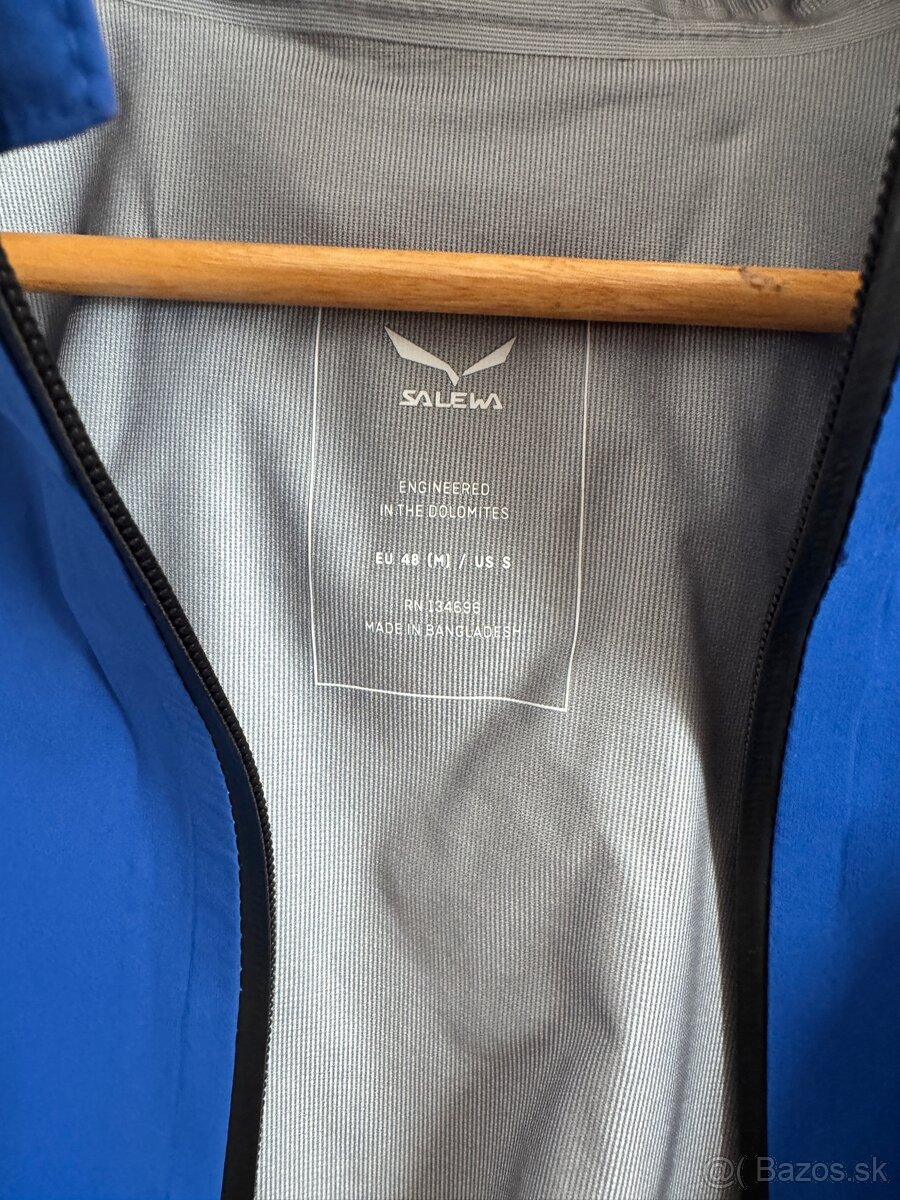 SALEWA
ENGINEERED
IN THE DOLOMITES
EU 48 (M) / US S
RN 134696
MADE IN BANGLADESH
@( Bazos.sk